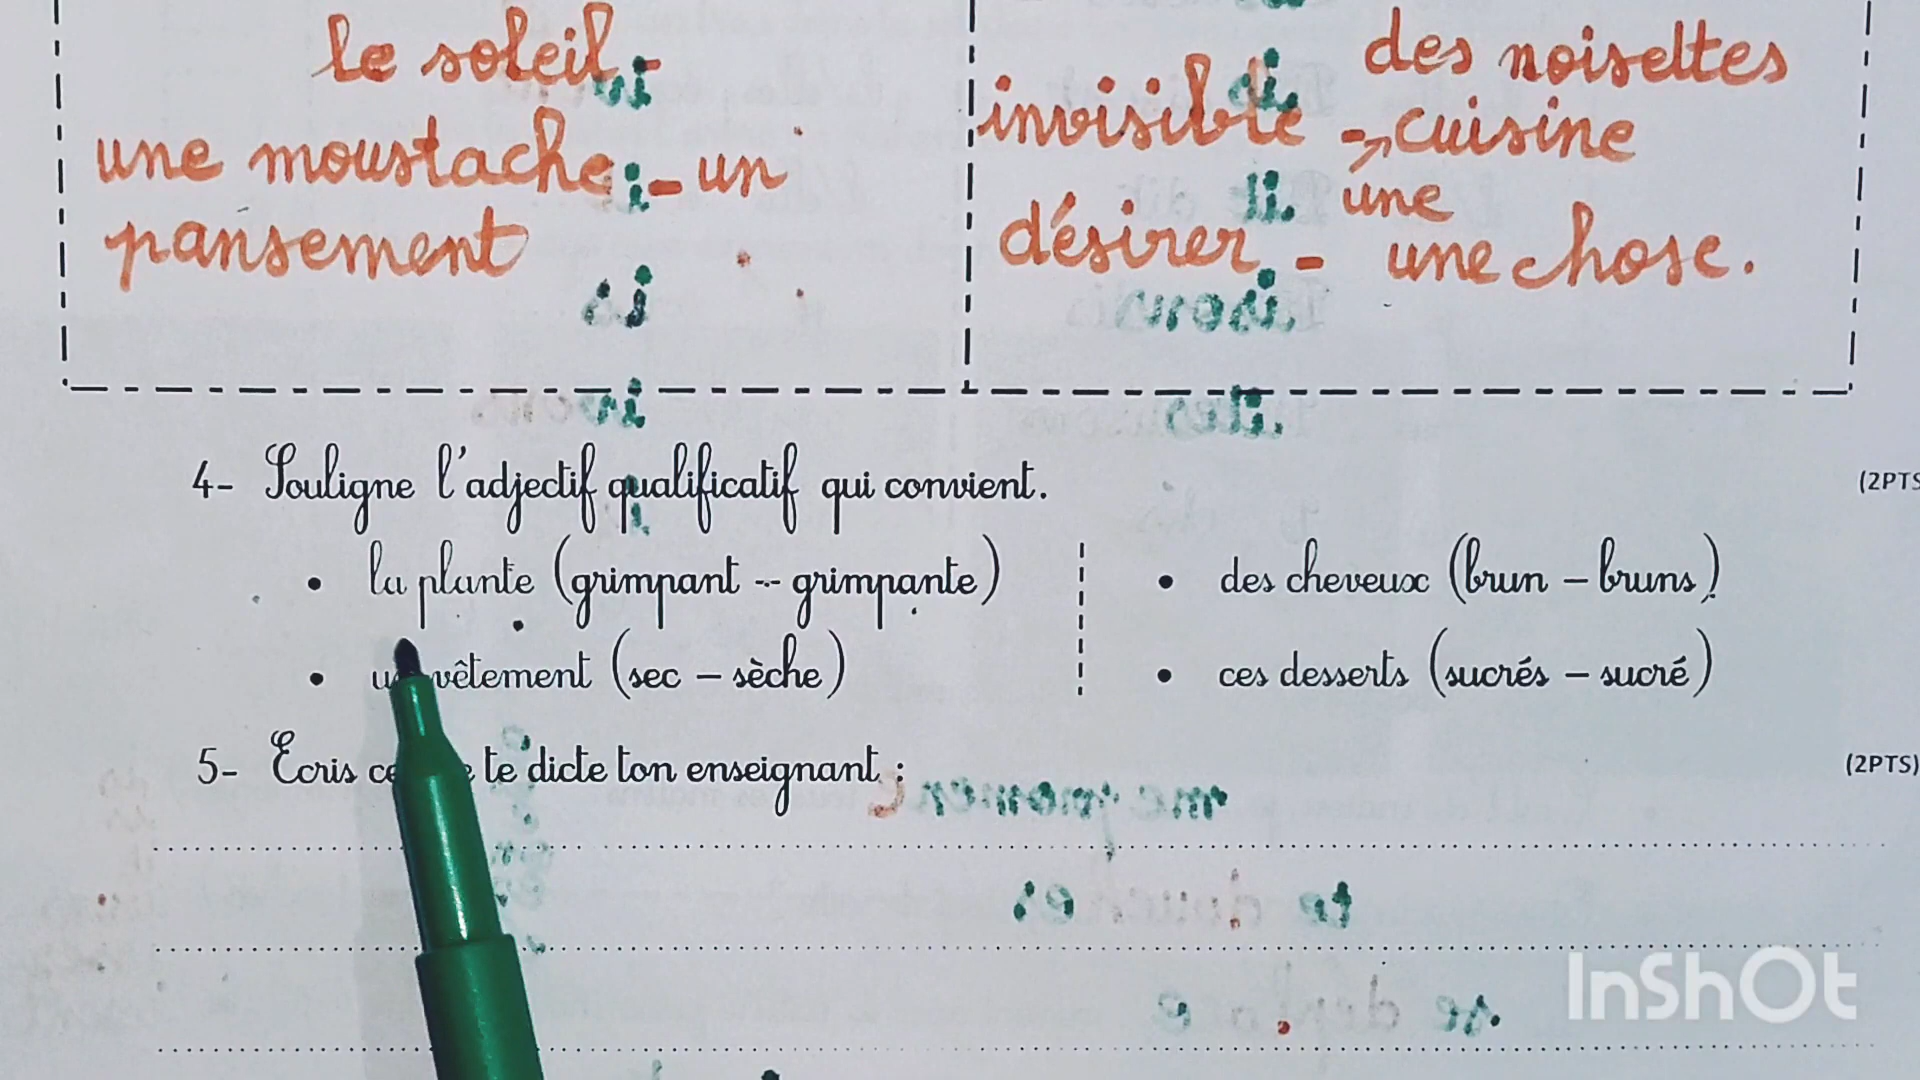 le soleil -
une moustache - un
pansement
des noisettes
invisible - cuisine
une
désirer - une chose.
4- Souligne l'adjectif qualificatif qui convient. (2PTS
• la plante (grimpant - grimpante)
• des cheveux (brun - bruns)
• vêtement (sec - sèche)
• ces desserts (sucrés - sucré)
5- Ecris te dicte ton enseignant : (2PTS)
InShOt